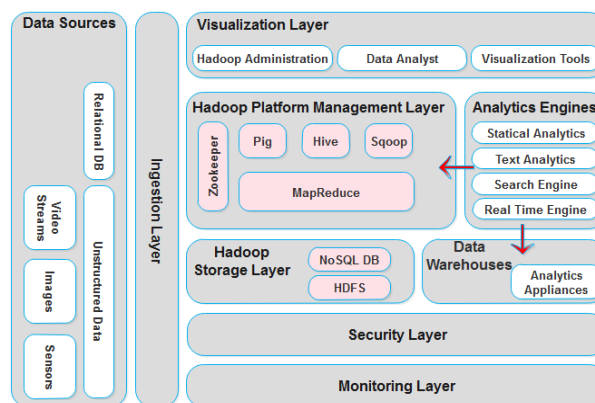 Data Sources
Relational DB
Video
Streams
Images
Sensors
Unstructured Data
Ingestion Layer
Visualization Layer
Hadoop Administration
Data Analyst
Visualization Tools
Hadoop Platform Management Layer
Zookeeper
Pig
Hive
Sqoop
MapReduce
Analytics Engines
Statical Analytics
Text Analytics
Search Engine
Real Time Engine
Hadoop
Storage Layer
NoSQL DB
HDFS
Data
Warehouses
Analytics
Appliances
Security Layer
Monitoring Layer